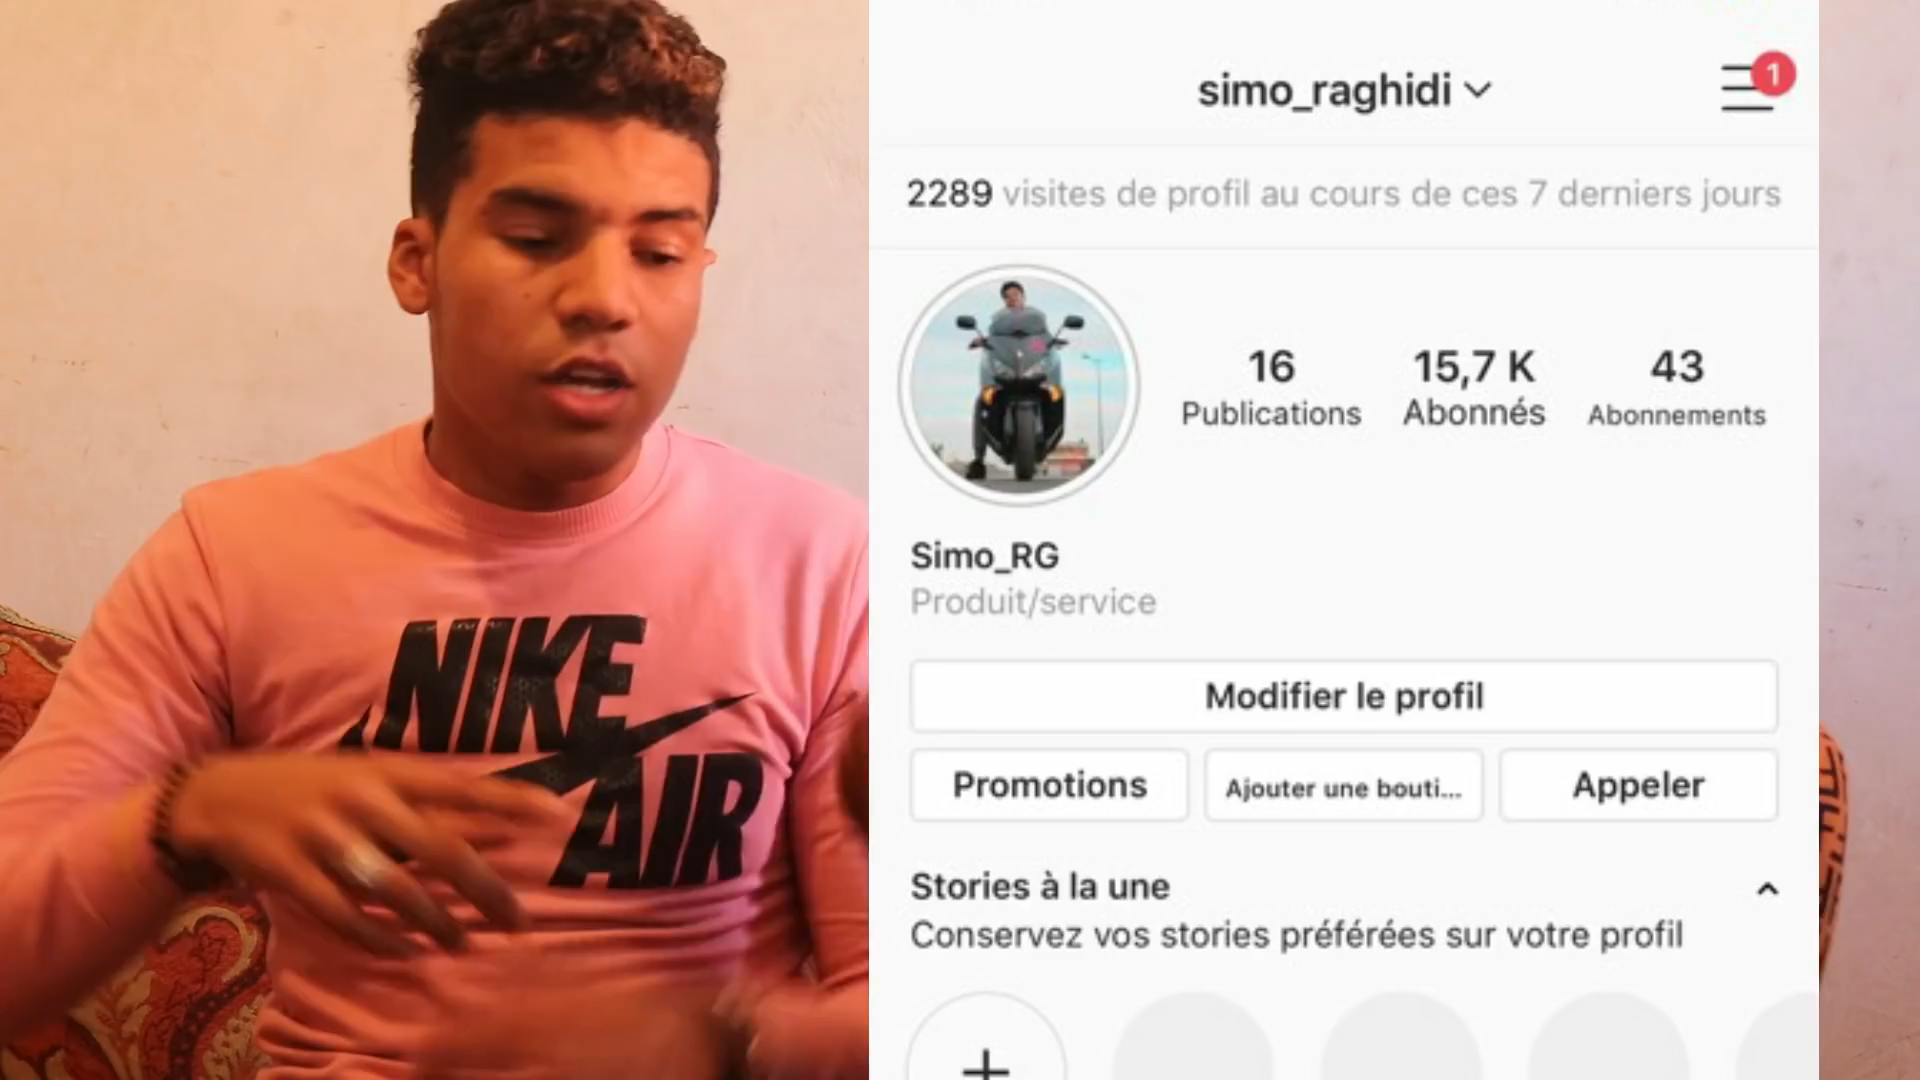 simo_raghidi
1
2289 visites de profil au cours de ces 7 derniers jours
16
Publications
15,7 K
Abonnés
43
Abonnements
Simo_RG
Produit/service
Modifier le profil
Promotions
Ajouter une bouti...
Appeler
Stories à la une
Conservez vos stories préférées sur votre profil
NIKE
AIR